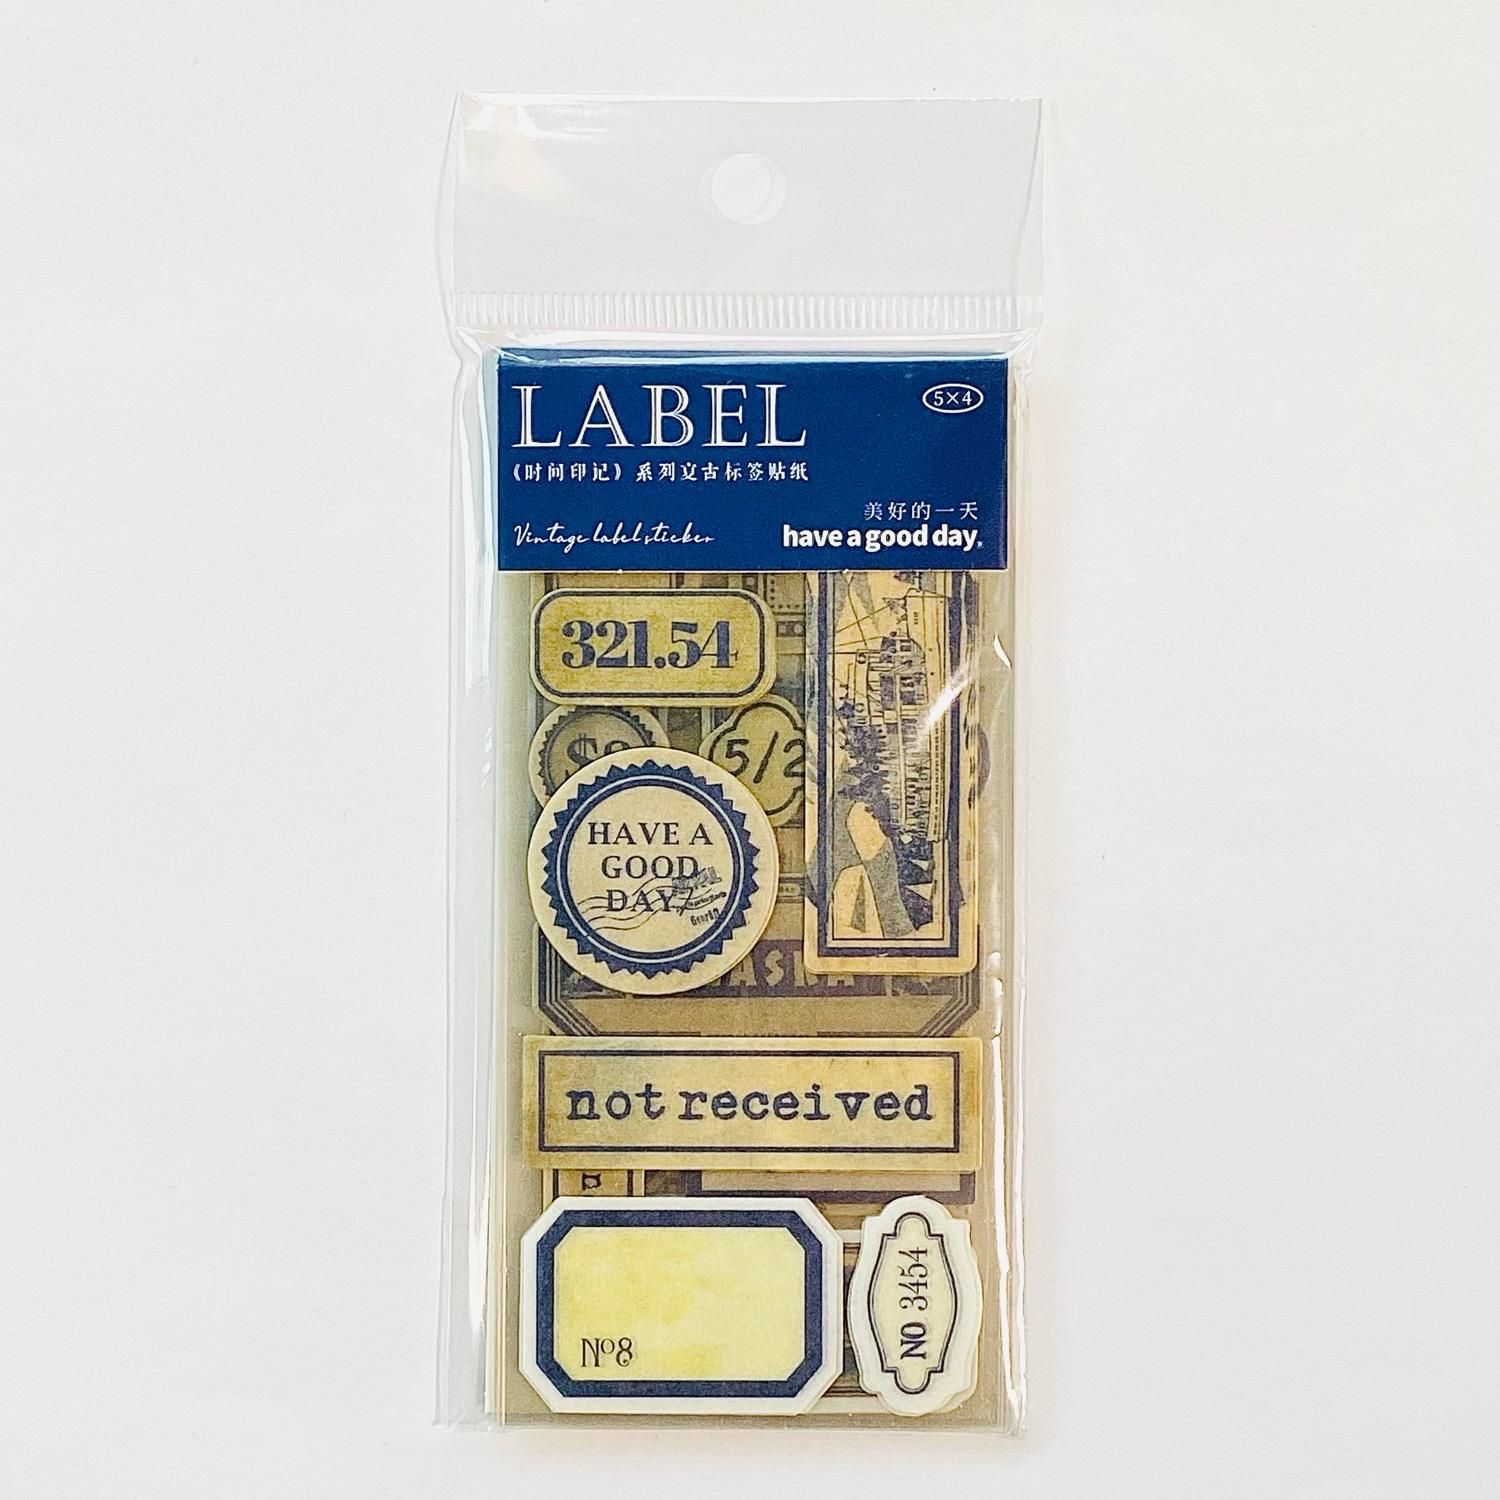 LABEL
5×4
《时间印记》系列复古标签贴纸
美好的一天
Vintage label sticker
have a good day
321.54
5/2
HAVE A
GOOD
DAY
not received
Nº8
NO 3454